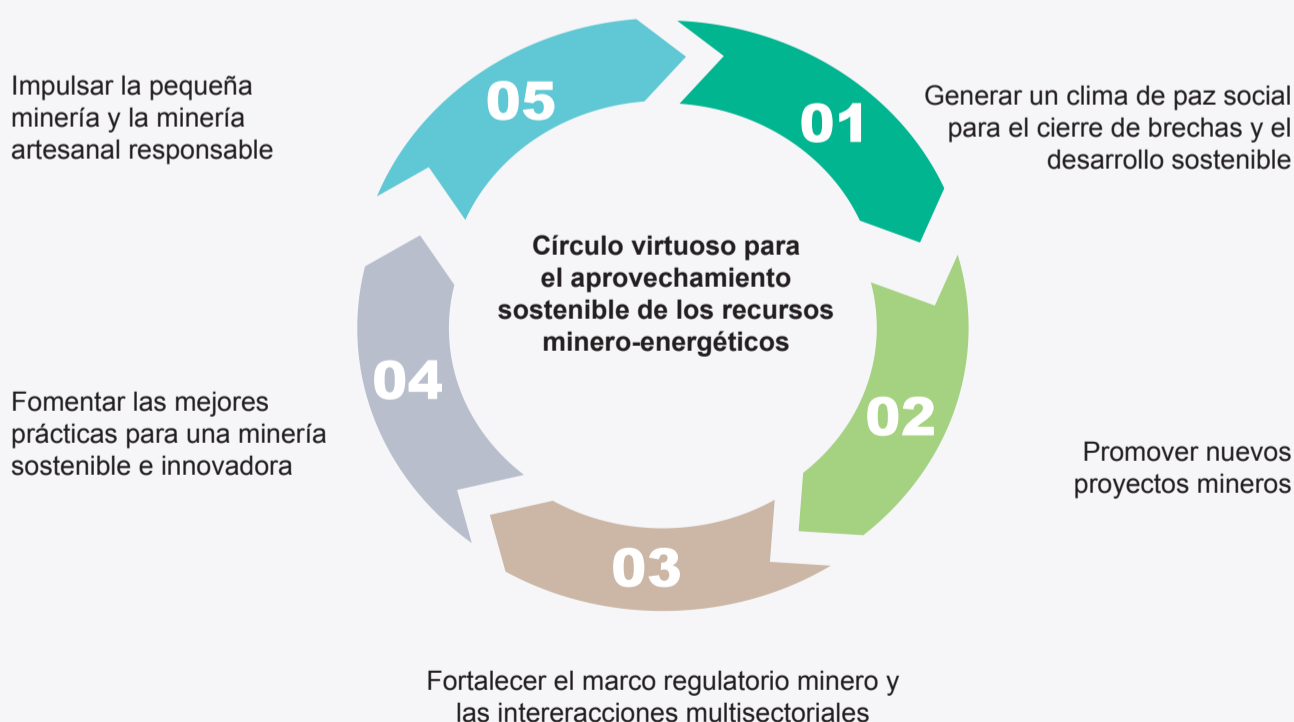 Círculo virtuoso para
el aprovechamiento
sostenible de los recursos
minero-energéticos
01
Generar un clima de paz social
para el cierre de brechas y el
desarrollo sostenible
02
Promover nuevos
proyectos mineros
03
Fortalecer el marco regulatorio minero y
las intereracciones multisectoriales
04
Fomentar las mejores
prácticas para una minería
sostenible e innovadora
05
Impulsar la pequeña
minería y la minería
artesanal responsable